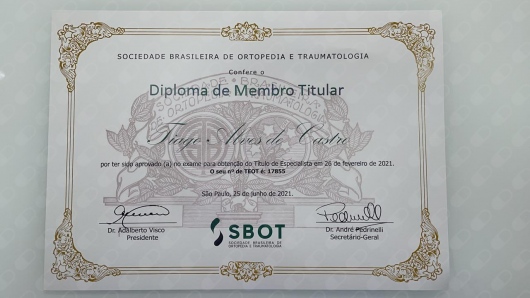 SOCIEDADE BRASILEIRA DE ORTOPEDIA E TRAUMATOLOGIA
Confere o
Diploma de Membro Titular
Tiago Alves de Castro
por ter sido aprovado (a) no exame para obtenção do Título de Especialista em 26 de fevereiro de 2021.
O seu nº de TEOT é: 17855
São Paulo, 25 de junho de 2021.
Dr. Adalberto Visco
Presidente
SBOT
SOCIEDADE BRASILEIRA DE
ORTOPEDIA E TRAUMATOLOGIA
Dr. André Pedrinelli
Secretário-Geral